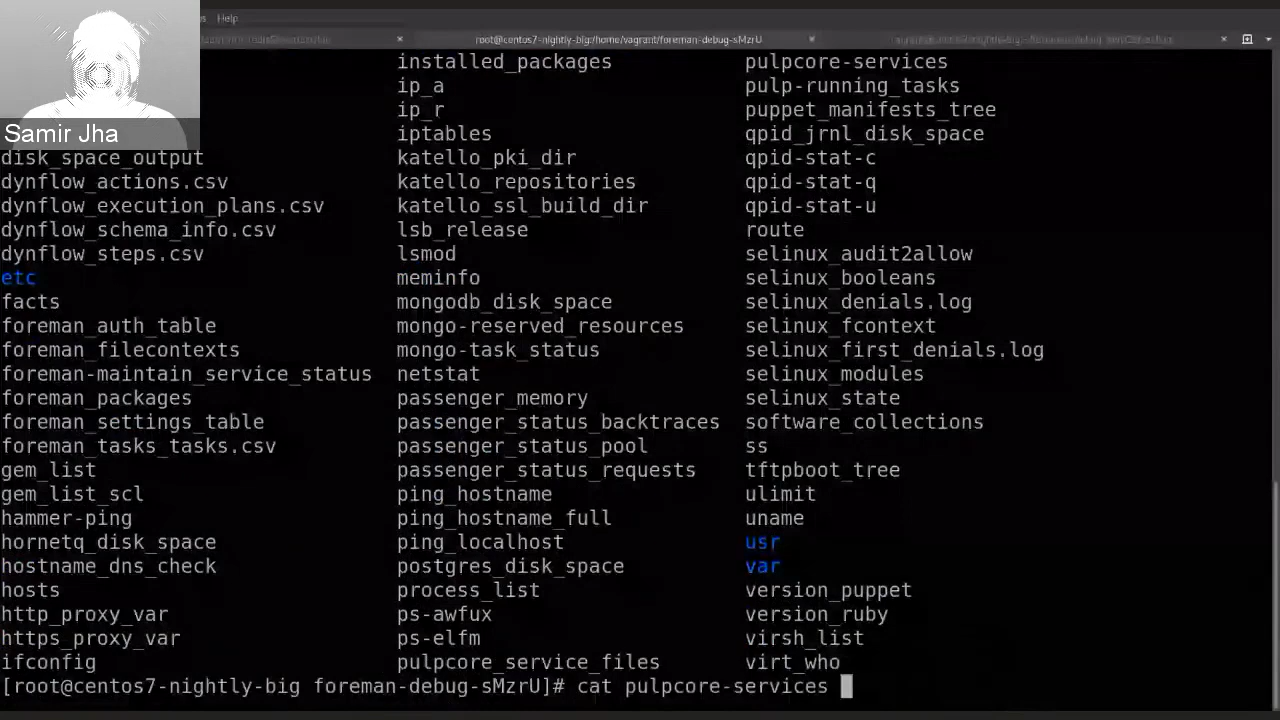 Help
root@centos7-nightly-big:/home/vagrant/foreman-debug-sMzrU
Samir Jha
installed_packages pulpcore-services
ip_a pulp-running_tasks
ip_r puppet_manifests_tree
iptables qpid_jrnl_disk_space
disk_space_output katello_pki_dir qpid-stat-c
dynflow_actions.csv katello_repositories qpid-stat-q
dynflow_execution_plans.csv katello_ssl_build_dir qpid-stat-u
dynflow_schema_info.csv lsb_release route
dynflow_steps.csv lsmod selinux_audit2allow
etc meminfo selinux_booleans
facts mongodb_disk_space selinux_denials.log
foreman_auth_table mongo-reserved_resources selinux_fcontext
foreman_filecontexts mongo-task_status selinux_first_denials.log
foreman-maintain_service_status netstat selinux_modules
foreman_packages passenger_memory selinux_state
foreman_settings_table passenger_status_backtraces software_collections
foreman_tasks_tasks.csv passenger_status_pool ss
gem_list passenger_status_requests tftpboot_tree
gem_list_scl ping_hostname ulimit
hammer-ping ping_hostname_full uname
hornetq_disk_space ping_localhost usr
hostname_dns_check postgres_disk_space var
hosts process_list version_puppet
http_proxy_var ps-awfux version_ruby
https_proxy_var ps-elfm virsh_list
ifconfig pulpcore_service_files virt_who
[root@centos7-nightly-big foreman-debug-sMzrU]# cat pulpcore-services